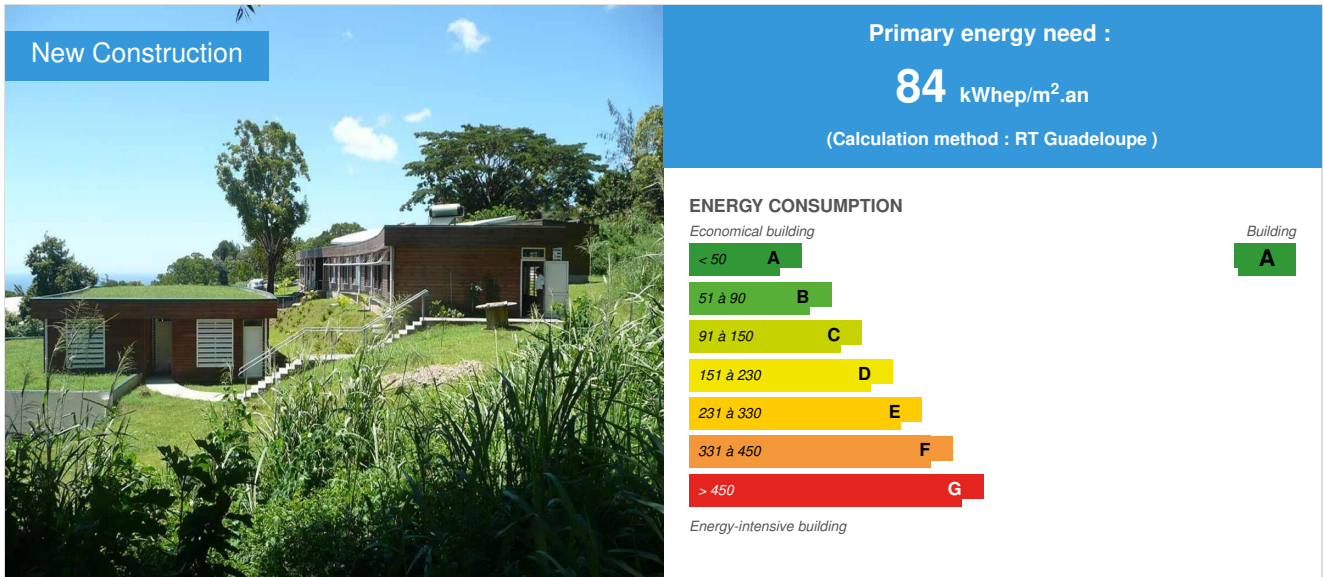 New Construction
Primary energy need :
84 kWhep/m².an
(Calculation method : RT Guadeloupe )
ENERGY CONSUMPTION
Economical building
Building
< 50 A
A
51 à 90 B
91 à 150 C
151 à 230 D
231 à 330 E
331 à 450 F
> 450 G
Energy-intensive building